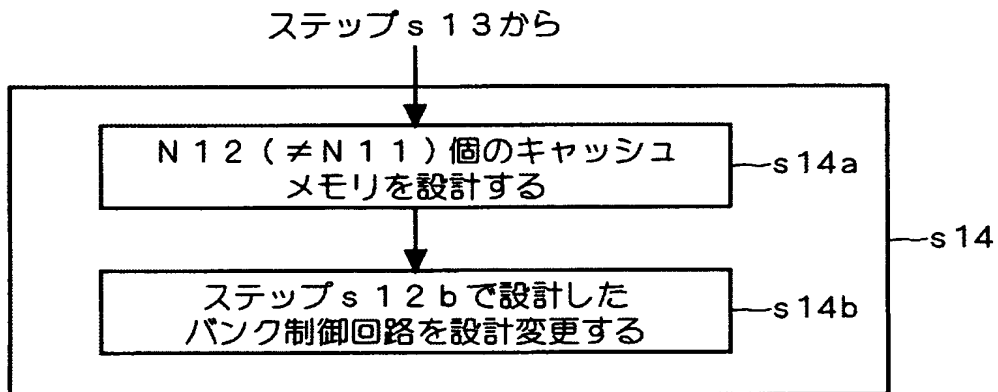 ステップｓ１３から
Ｎ１２（≠Ｎ１１）個のキャッシュ
メモリを設計する
s14a
s14
ステップｓ１２ｂで設計した
バンク制御回路を設計変更する
s14b